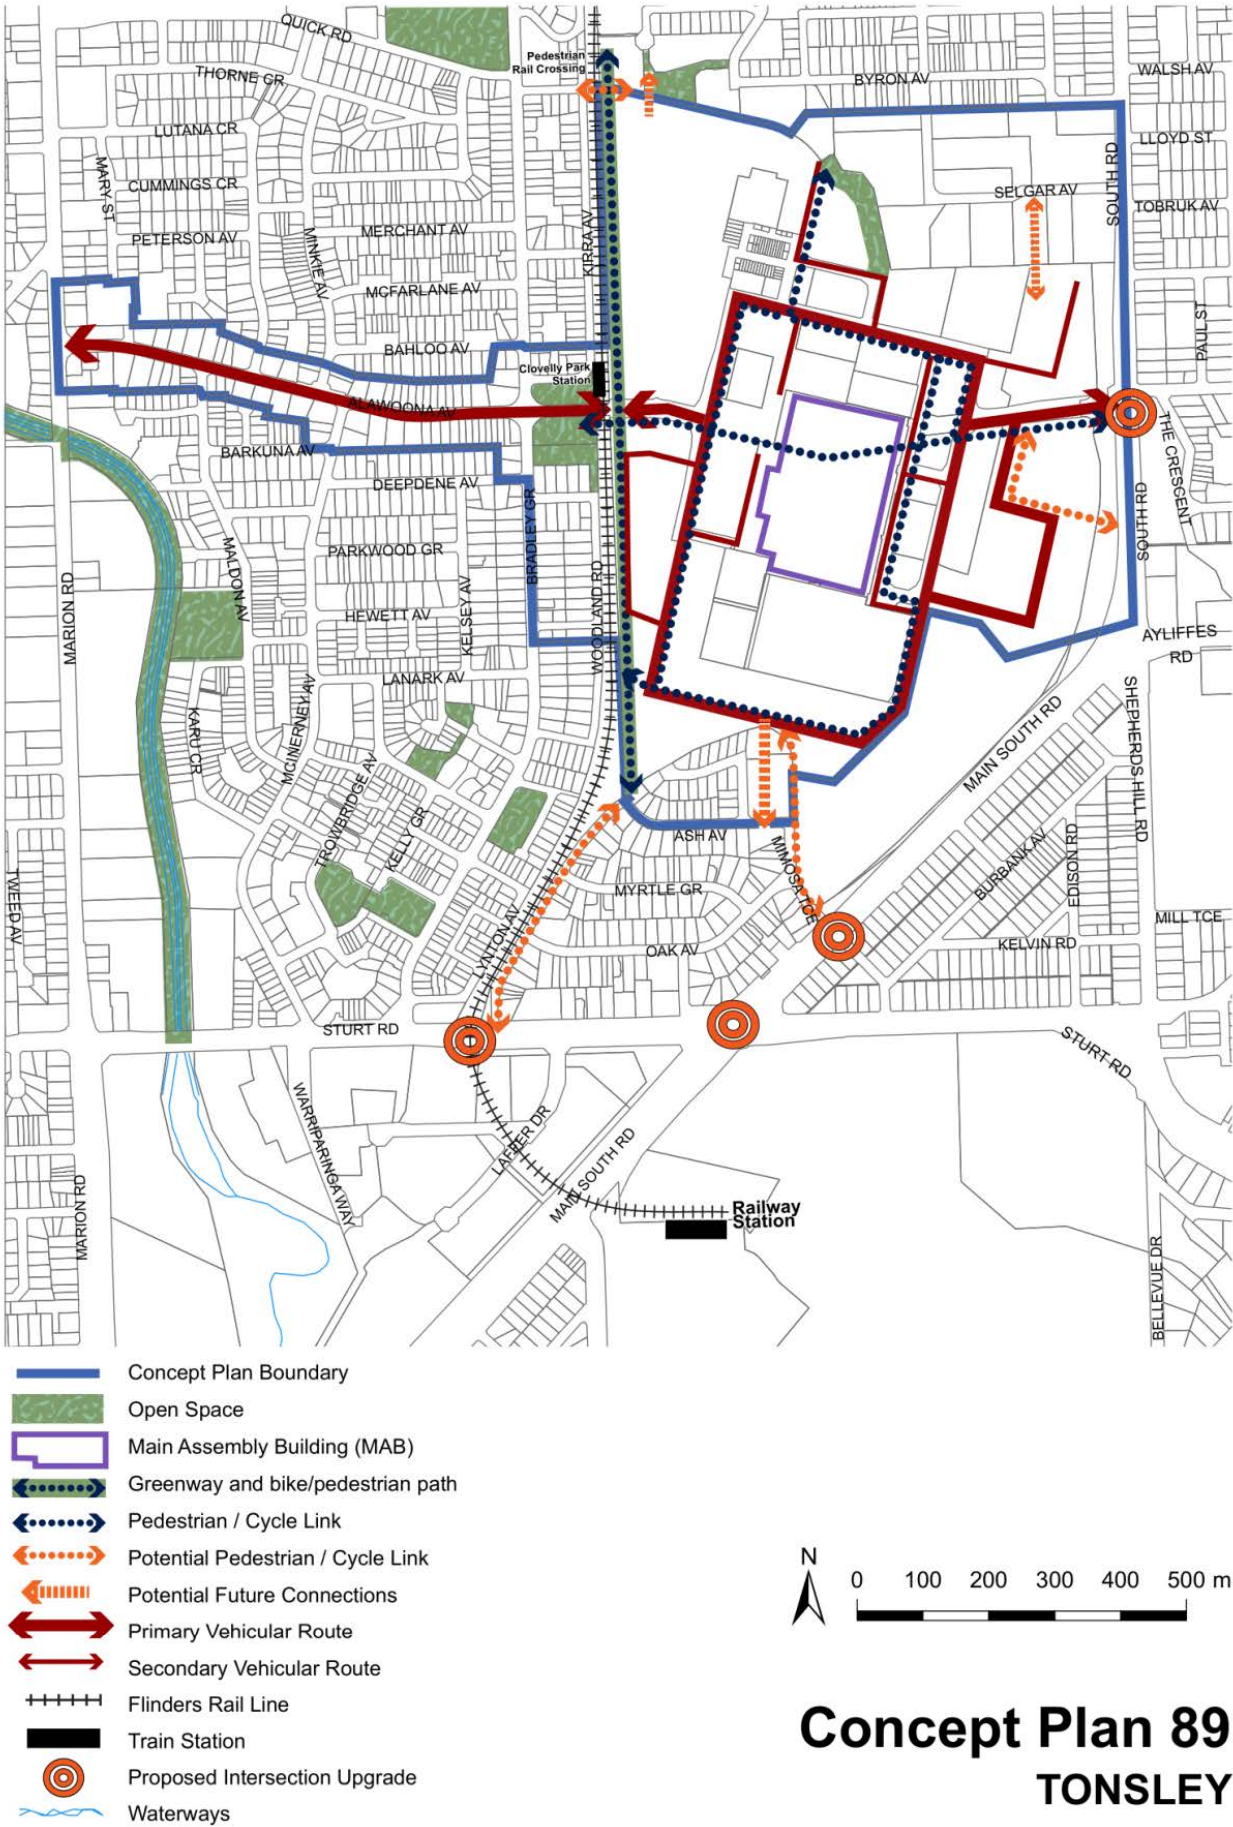 QUICK RD
Pedestrian
Rail Crossing
THORNE CR
BYRON AV
WALSH AV
LUTANA CR
LLOYD ST
MARY ST
CUMMINGS CR
SOUTH RD
SELGAR AV
TOBRUK AV
PETERSON AV
MINKIE AV
MERCHANT AV
KIRRA AV
MCFARLANE AV
PAUL ST
BAHLOO AV
Clovelly Park
Station
ALAWOONA AV
THE CRESCENT
BARKUNA AV
DEEPDENE AV
BRADLEY GR
SOUTH RD
PARKWOOD GR
MALDON AV
MARION RD
HEWETT AV
KELSEY AV
WOODLAND RD
AYLIFFES
RD
LANARK AV
KARU CR
MCINERNEY AV
SHEPHERDS HILL RD
MAIN SOUTH RD
TROWBRIDGE AV
KELLY GR
ASH AV
MIMOSA TCE
BURBANK AV
EDISON RD
TWEED AV
MYRTLE GR
MILL TCE
LYNTON AV
OAK AV
KELVIN RD
STURT RD
STURT RD
WARRIPARINGA WAY
LAFFER DR
MAIN SOUTH RD
MARION RD
Railway
Station
BELLEVUE DR
Concept Plan Boundary
Open Space
Main Assembly Building (MAB)
Greenway and bike/pedestrian path
Pedestrian / Cycle Link
Potential Pedestrian / Cycle Link
Potential Future Connections
Primary Vehicular Route
Secondary Vehicular Route
Flinders Rail Line
Train Station
Proposed Intersection Upgrade
Waterways
N
0 100 200 300 400 500 m
Concept Plan 89
TONSLEY